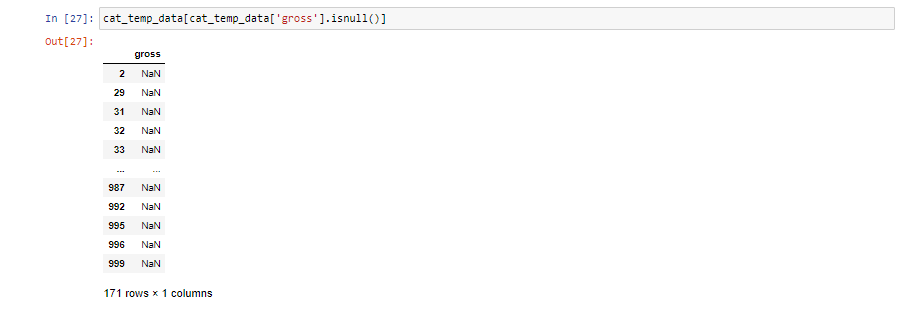 In [27]: cat_temp_data[cat_temp_data['gross'].isnull()]
Out[27]:
gross
2 NaN
29 NaN
31 NaN
32 NaN
33 NaN
... ...
987 NaN
992 NaN
995 NaN
996 NaN
999 NaN
171 rows × 1 columns